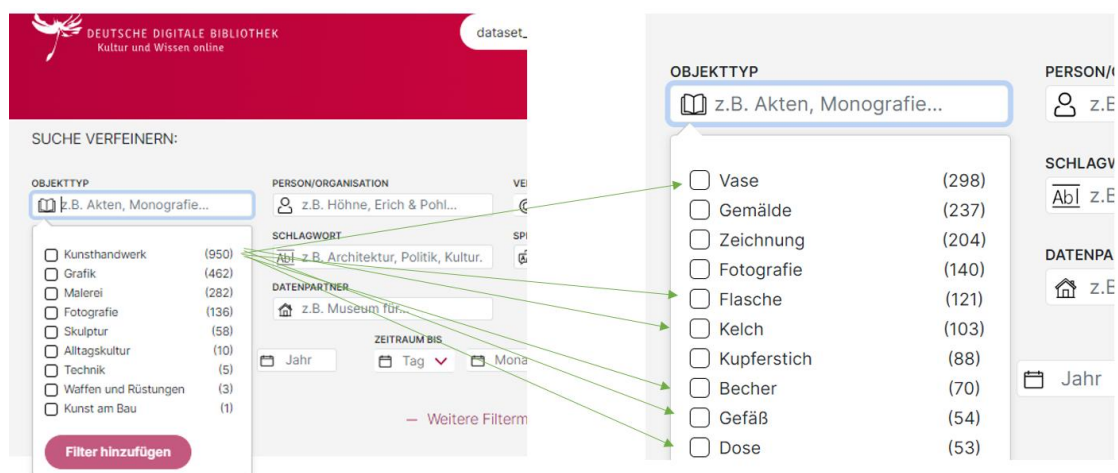 DEUTSCHE DIGITALE BIBLIOTHEK
Kultur und Wissen online
dataset_
SUCHE VERFEINERN:
OBJEKTTYP
z.B. Akten, Monografie...
PERSON/ORGANISATION
z.B. Höhne, Erich & Pohl...
VE
SCHLAGWORT
Abl z.B. Architektur, Politik, Kultur.
SP
DATENPARTNER
z.B. Museum für...
ZEITRAUM BIS
Jahr
Tag
Mona
Kunsthandwerk (950)
Grafik (462)
Malerei (282)
Fotografie (136)
Skulptur (58)
Alltagskultur (10)
Technik (5)
Waffen und Rüstungen (3)
Kunst am Bau (1)
Filter hinzufügen
– Weitere Filterm
OBJEKTTYP
z.B. Akten, Monografie...
PERSON/
z.B
SCHLAGW
Abl z.B
DATENPA
z.B
Jahr
Vase (298)
Gemälde (237)
Zeichnung (204)
Fotografie (140)
Flasche (121)
Kelch (103)
Kupferstich (88)
Becher (70)
Gefäß (54)
Dose (53)